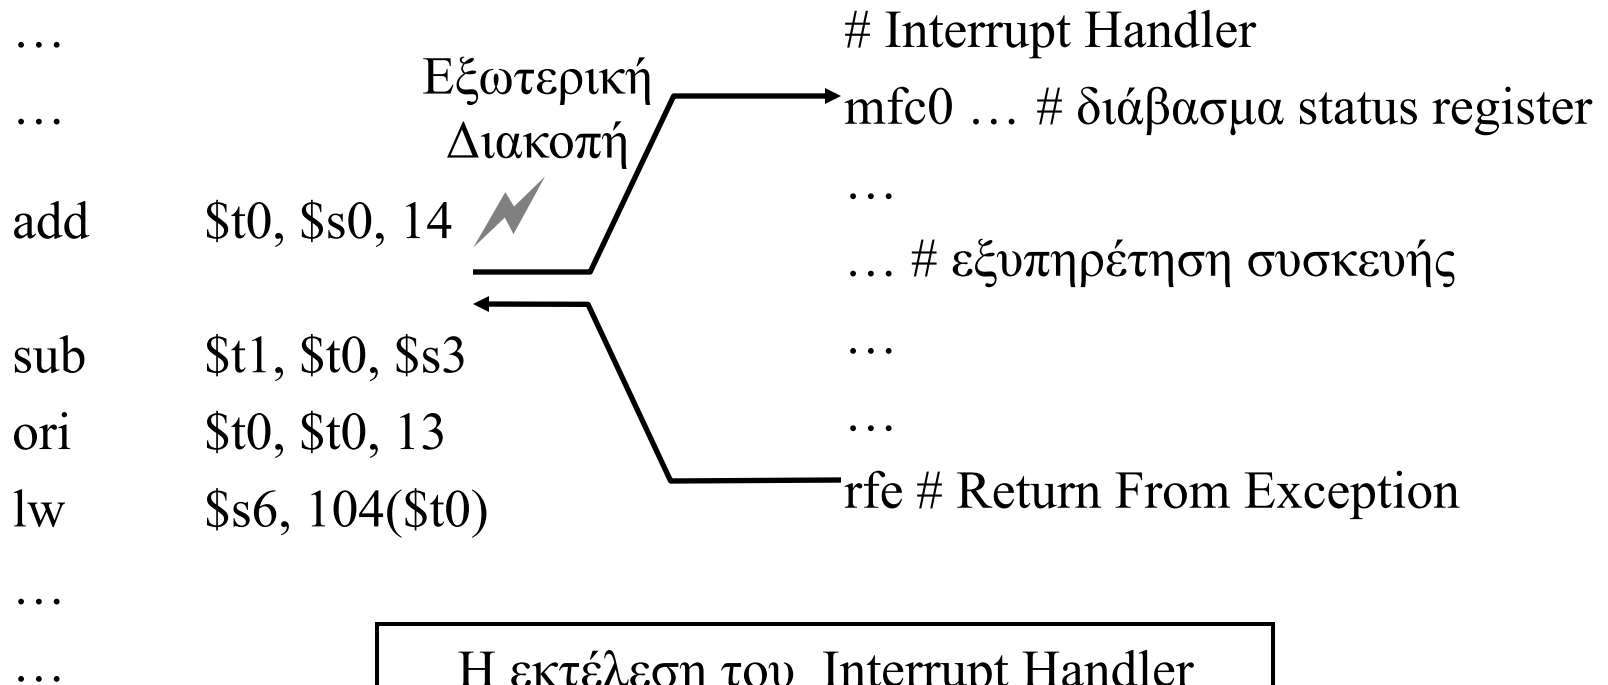 …
…
add $t0, $s0, 14
sub $t1, $t0, $s3
ori $t0, $t0, 13
lw $s6, 104($t0)
…
…
Εξωτερική
Διακοπή
# Interrupt Handler
mfc0 … # διάβασμα status register
…
… # εξυπηρέτηση συσκευής
…
…
rfe # Return From Exception
Η εκτέλεση του Interrupt Handler